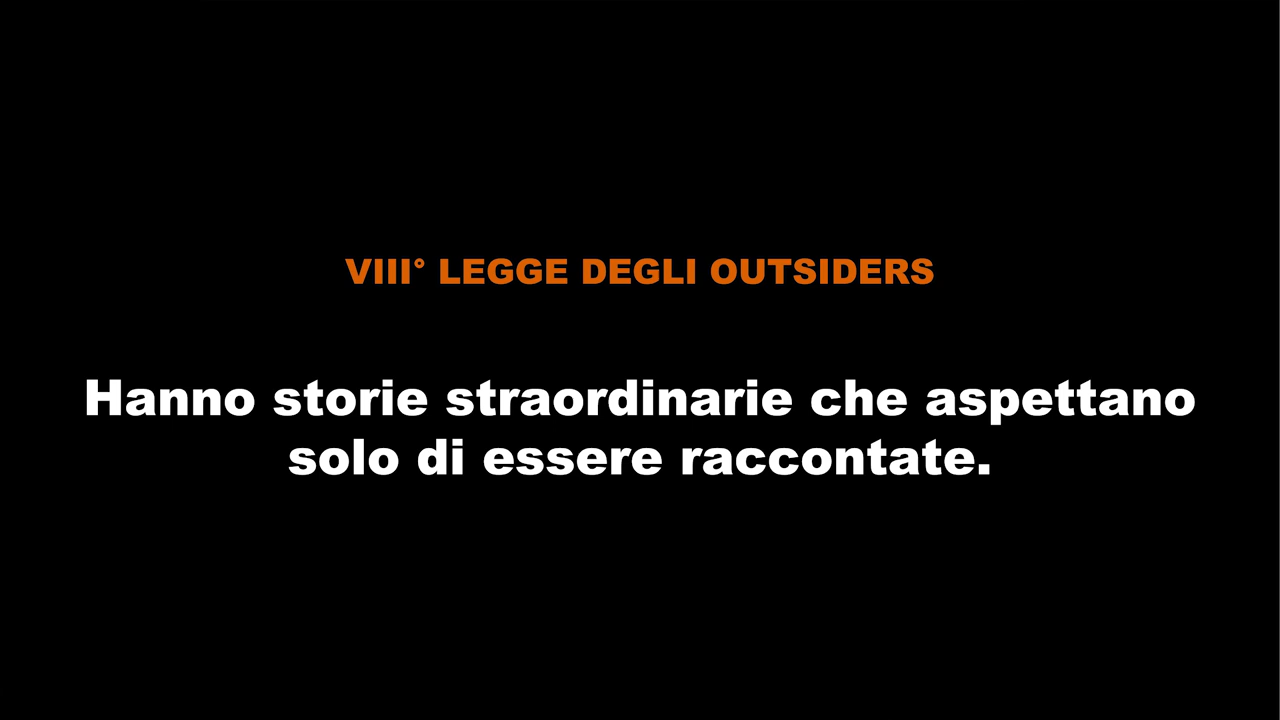 VIII° LEGGE DEGLI OUTSIDERS
Hanno storie straordinarie che aspettano
solo di essere raccontate.